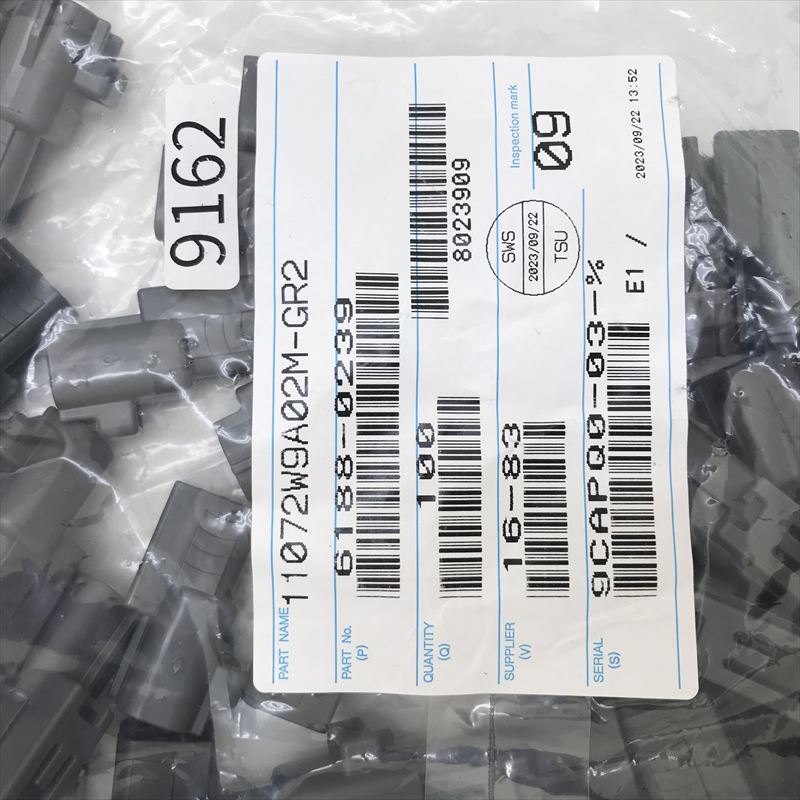 9162
PART NAME 11072W9A02M-GR2
PART No.
(P)
6188-0239
QUANTITY
(Q)
100
8023909
SUPPLIER
(V)
16-83
Inspection mark
09
SWS
2023/09/22
TSU
SERIAL
(S)
9CAPQ0-03-%
E1 /
2023/09/22 13:52